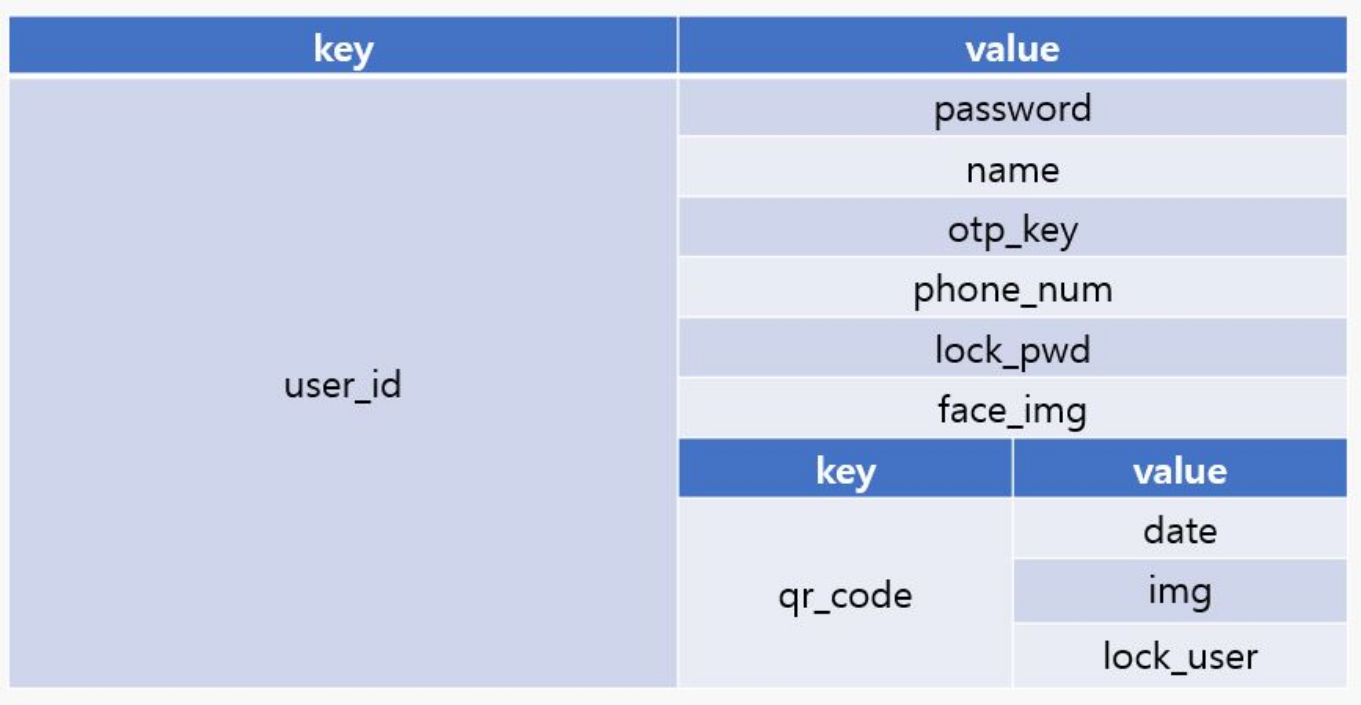 key value
password
name
otp_key
phone_num
lock_pwd
user_id
face_img
key value
date
qr_code
img
lock_user